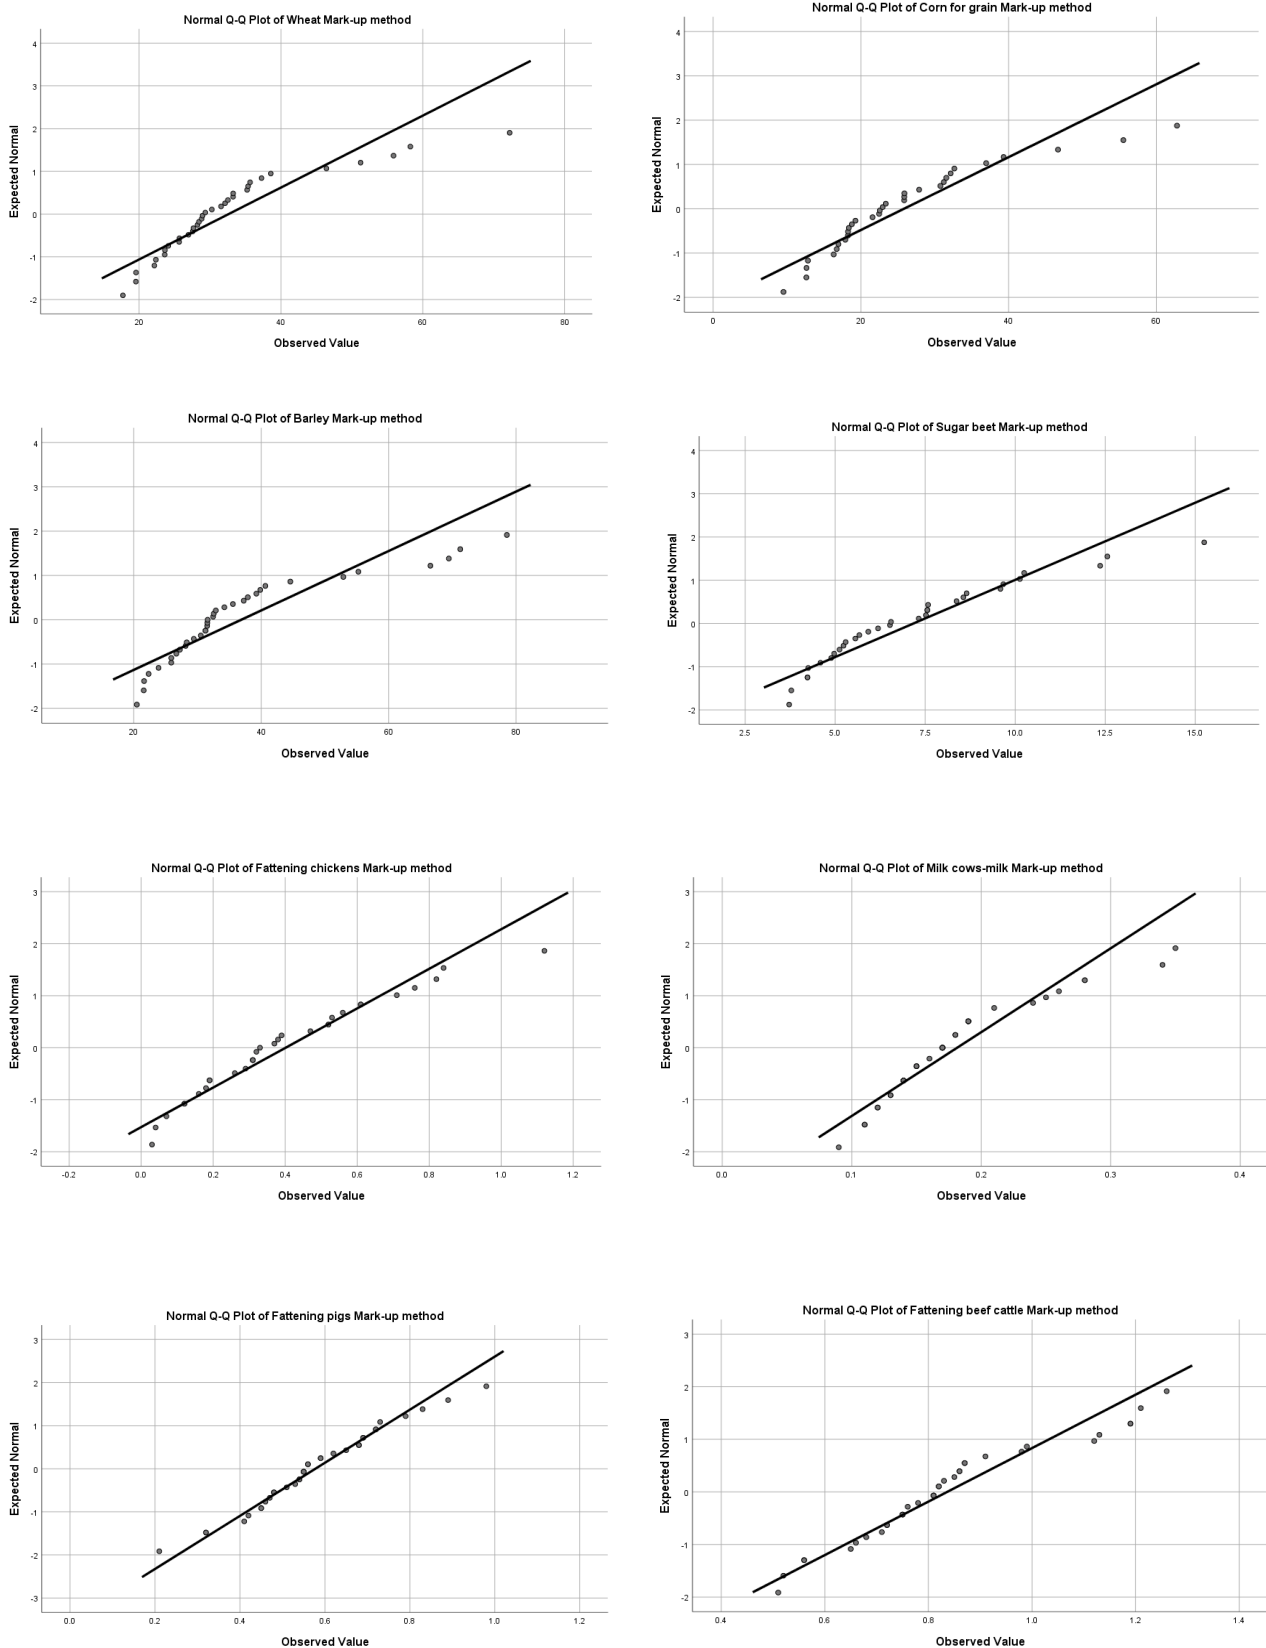 Normal Q-Q Plot of Wheat Mark-up method
Expected Normal
4
3
2
1
0
-1
-2
20 40 60 80
Observed Value
Normal Q-Q Plot of Corn for grain Mark-up method
Expected Normal
4
3
2
1
0
-1
-2
0 20 40 60
Observed Value
Normal Q-Q Plot of Barley Mark-up method
Expected Normal
4
3
2
1
0
-1
-2
20 40 60 80
Observed Value
Normal Q-Q Plot of Sugar beet Mark-up method
Expected Normal
4
3
2
1
0
-1
-2
2.5 5.0 7.5 10.0 12.5 15.0
Observed Value
Normal Q-Q Plot of Fattening chickens Mark-up method
Expected Normal
3
2
1
0
-1
-2
-0.2 0.0 0.2 0.4 0.6 0.8 1.0 1.2
Observed Value
Normal Q-Q Plot of Milk cows-milk Mark-up method
Expected Normal
3
2
1
0
-1
-2
0.0 0.1 0.2 0.3 0.4
Observed Value
Normal Q-Q Plot of Fattening pigs Mark-up method
Expected Normal
3
2
1
0
-1
-2
-3
0.0 0.2 0.4 0.6 0.8 1.0 1.2
Observed Value
Normal Q-Q Plot of Fattening beef cattle Mark-up method
Expected Normal
3
2
1
0
-1
-2
0.4 0.6 0.8 1.0 1.2 1.4
Observed Value